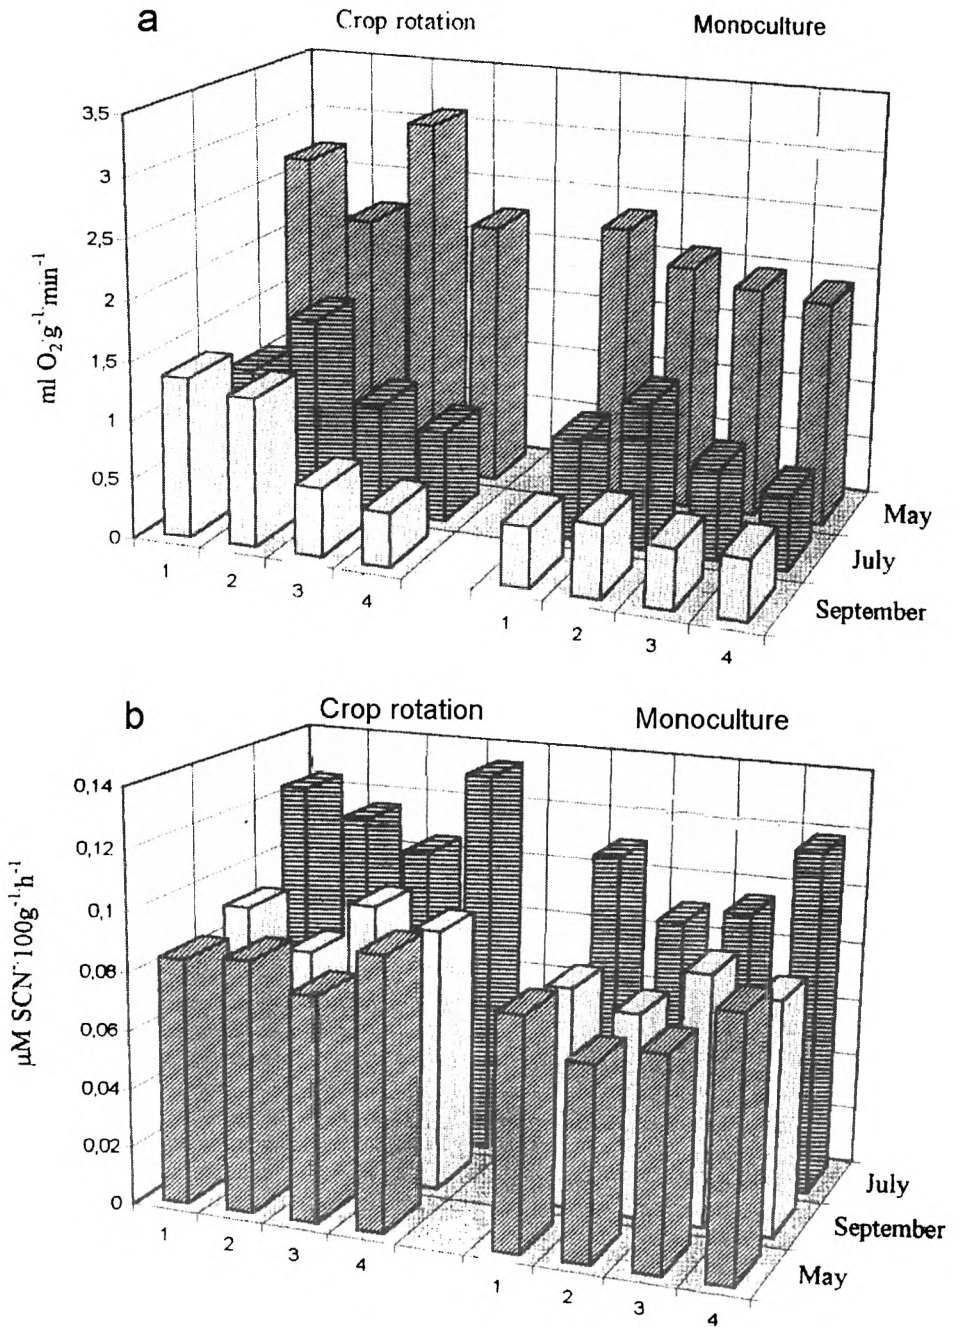 a
Crop rotation
Monoculture
3,5
3
2,5
2
1,5
1
0,5
0
ml O₂·g⁻¹·min⁻¹
1
2
3
4
1
2
3
4
May
July
September
b
Crop rotation
Monoculture
0,14
0,12
0,1
0,08
0,06
0,04
0,02
0
µM SCN⁻·100g⁻¹·h⁻¹
1
2
3
4
1
2
3
4
July
September
May